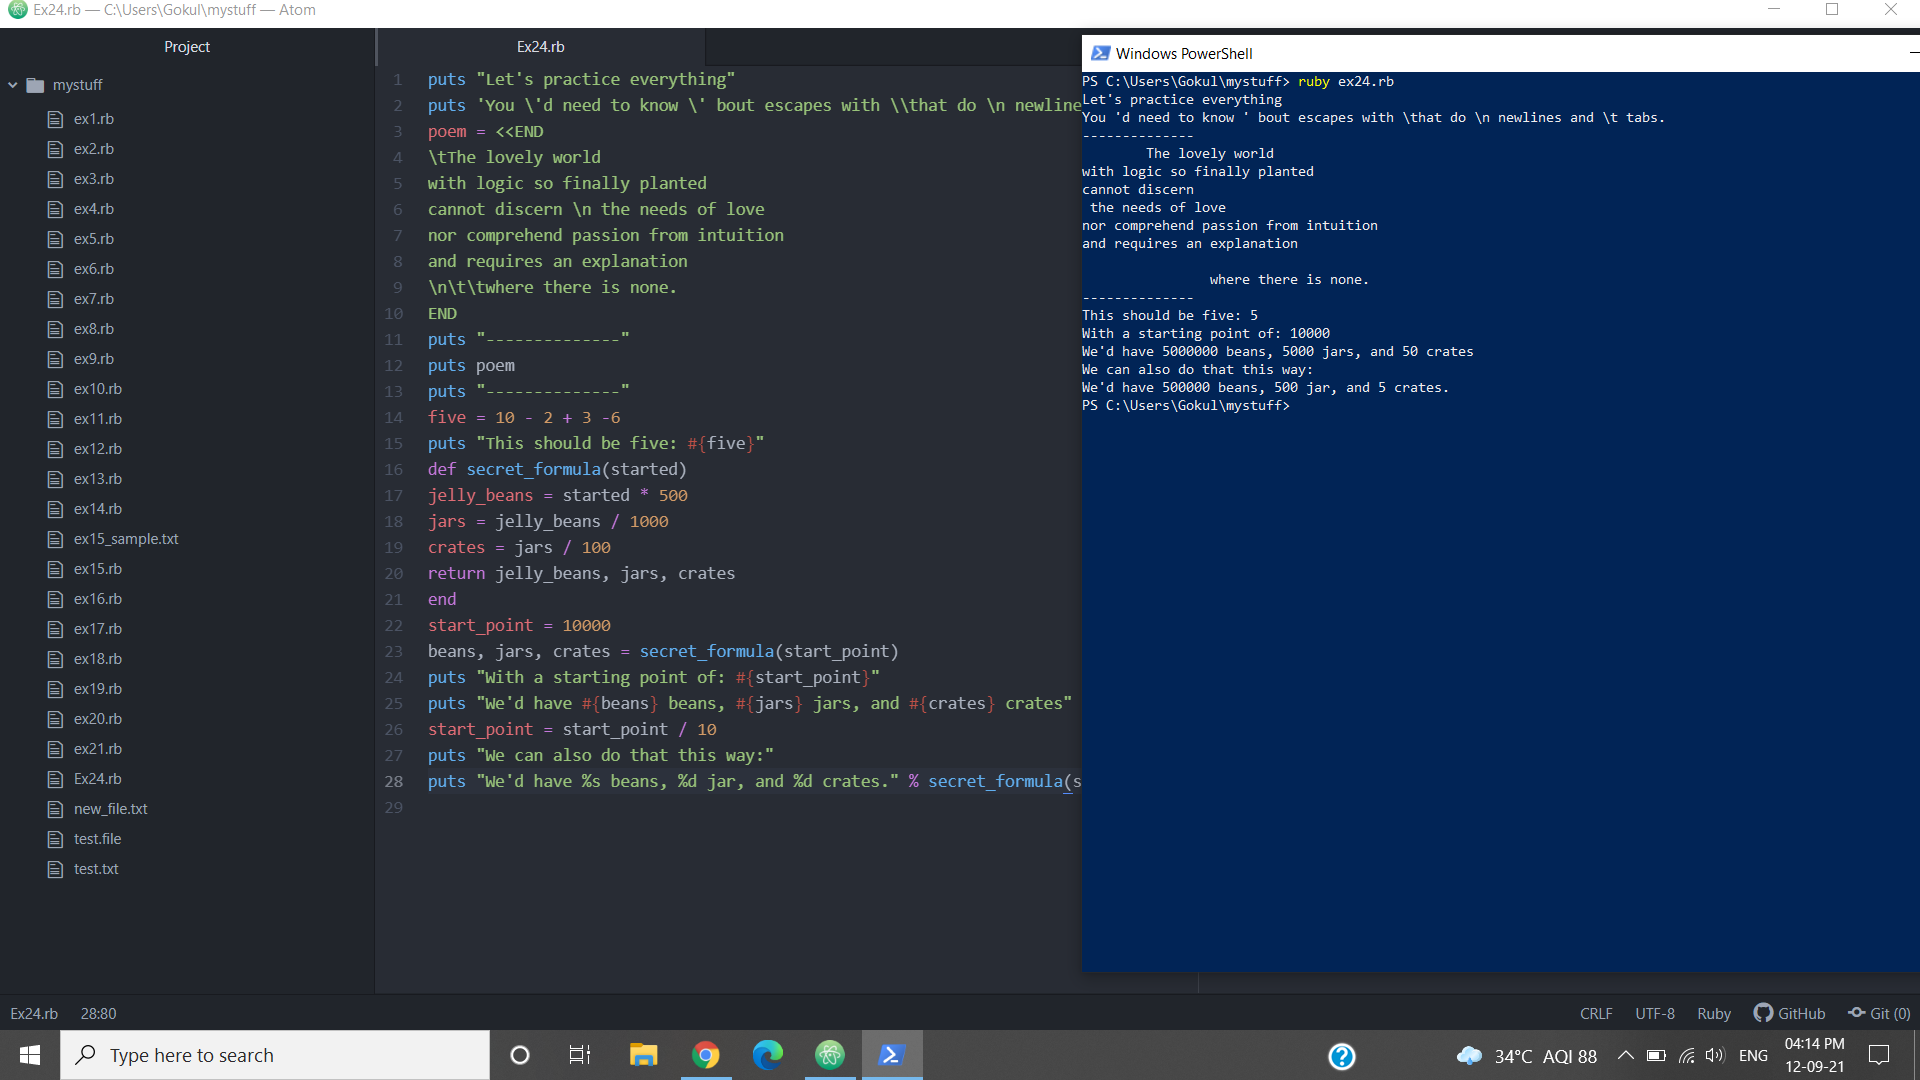 Ex24.rb — C:\Users\Gokul\mystuff — Atom
Project
mystuff
ex1.rb
ex2.rb
ex3.rb
ex4.rb
ex5.rb
ex6.rb
ex7.rb
ex8.rb
ex9.rb
ex10.rb
ex11.rb
ex12.rb
ex13.rb
ex14.rb
ex15_sample.txt
ex15.rb
ex16.rb
ex17.rb
ex18.rb
ex19.rb
ex20.rb
ex21.rb
Ex24.rb
new_file.txt
test.file
test.txt
Ex24.rb
1 puts "Let's practice everything"
2 puts 'You \'d need to know \' bout escapes with \\that do \n newline
3 poem = <<END
4 \tThe lovely world
5 with logic so finally planted
6 cannot discern \n the needs of love
7 nor comprehend passion from intuition
8 and requires an explanation
9 \n\t\twhere there is none.
10 END
11 puts "--------------"
12 puts poem
13 puts "--------------"
14 five = 10 - 2 + 3 -6
15 puts "This should be five: #{five}"
16 def secret_formula(started)
17 jelly_beans = started * 500
18 jars = jelly_beans / 1000
19 crates = jars / 100
20 return jelly_beans, jars, crates
21 end
22 start_point = 10000
23 beans, jars, crates = secret_formula(start_point)
24 puts "With a starting point of: #{start_point}"
25 puts "We'd have #{beans} beans, #{jars} jars, and #{crates} crates"
26 start_point = start_point / 10
27 puts "We can also do that this way:"
28 puts "We'd have %s beans, %d jar, and %d crates." % secret_formula(s
29
Windows PowerShell
PS C:\Users\Gokul\mystuff> ruby ex24.rb
Let's practice everything
You 'd need to know ' bout escapes with \that do \n newlines and \t tabs.
--------------
The lovely world
with logic so finally planted
cannot discern
the needs of love
nor comprehend passion from intuition
and requires an explanation
where there is none.
--------------
This should be five: 5
With a starting point of: 10000
We'd have 5000000 beans, 5000 jars, and 50 crates
We can also do that this way:
We'd have 500000 beans, 500 jar, and 5 crates.
PS C:\Users\Gokul\mystuff>
Ex24.rb 28:80
CRLF UTF-8 Ruby GitHub Git (0)
Type here to search
34°C AQI 88
ENG
04:14 PM
12-09-21